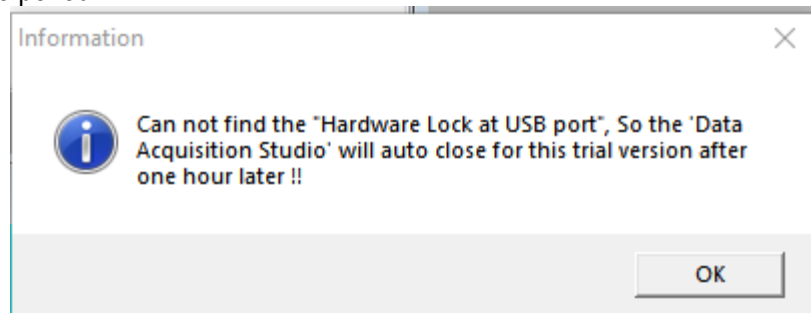 Information
Can not find the "Hardware Lock at USB port", So the 'Data
Acquisition Studio' will auto close for this trial version after
one hour later !!
OK